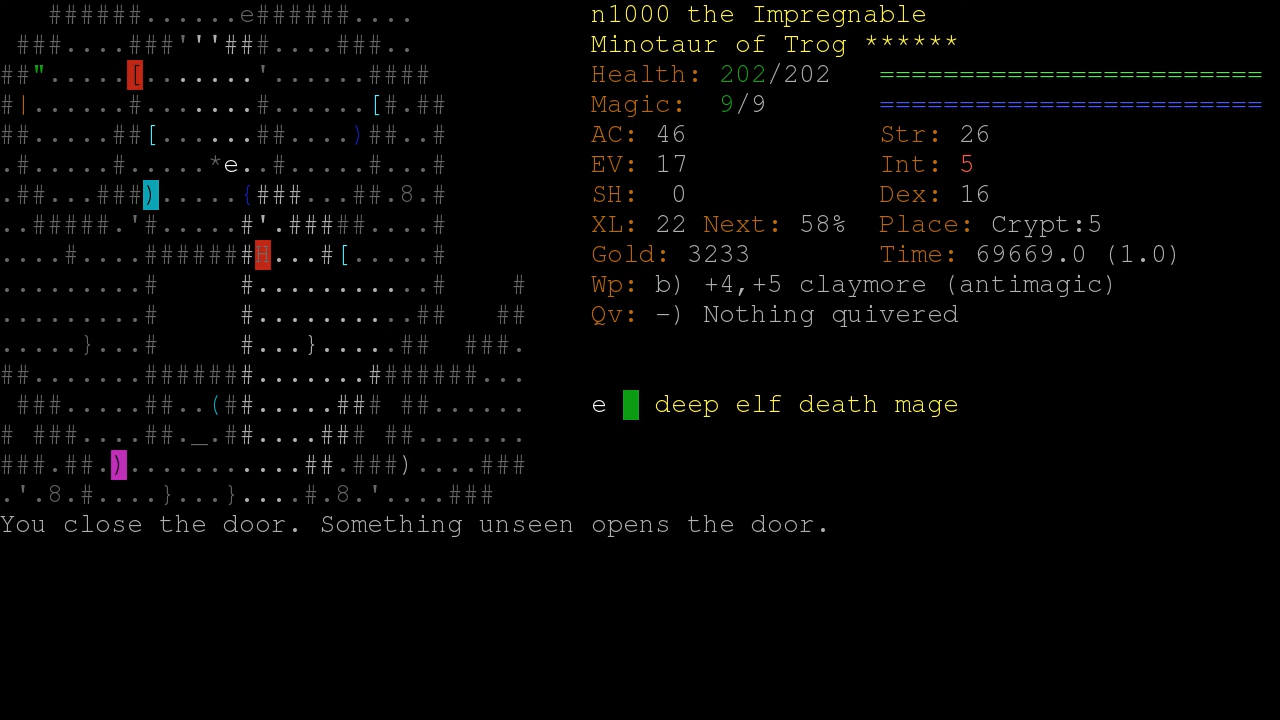 ######......e######.... n1000 the Impregnable
###....###'''###....###.. Minotaur of Trog ******
##".....[.......'......#### Health: 202/202 ========================
#|......#.......#......[#.## Magic: 9/9 ========================
##.....##[......##....)##..# AC: 46 Str: 26
.#.....#.....*e..#.....#...# EV: 17 Int: 5
.##...###).....{###...##.8.# SH: 0 Dex: 16
..#####.'#.....#'.#####....# XL: 22 Next: 58% Place: Crypt:5
....#....#######H...#[.....# Gold: 3233 Time: 69669.0 (1.0)
.........# #...........# # Wp: b) +4,+5 claymore (antimagic)
.........# #..........## ## Qv: -) Nothing quivered
.....}...# #...}.....## ###.
##.......#######.......#######...
###......(##.....### ##...... e deep elf death mage
# ###....##._.##....### ##.......
###.##.)...........##.###)....###
.'.8.#....}...}....#.8.'....###
You close the door. Something unseen opens the door.